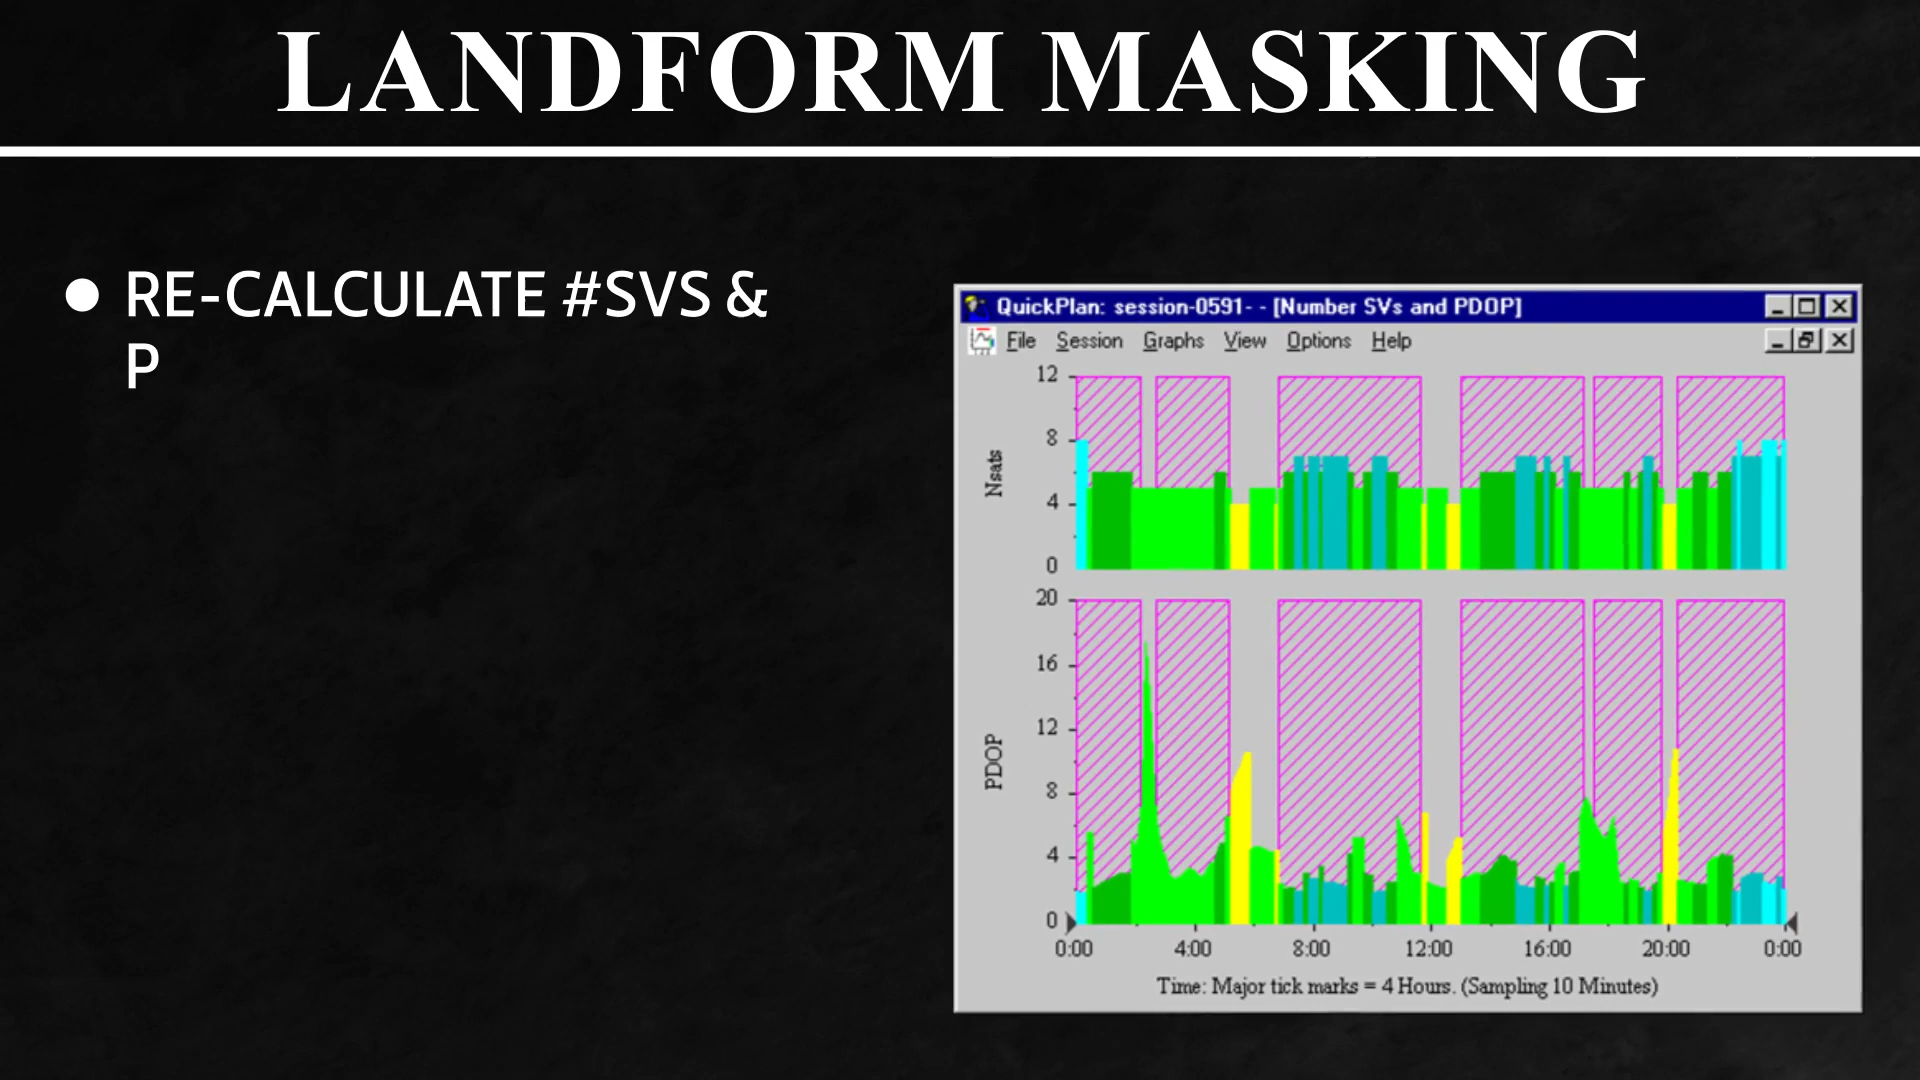 LANDFORM MASKING
● RE-CALCULATE #SVS &
P
QuickPlan: session-0591- - [Number SVs and PDOP]
File Session Graphs View Options Help
12
8
4
0
Nsats
20
16
12
8
4
0
PDOP
0:00 4:00 8:00 12:00 16:00 20:00 0:00
Time: Major tick marks = 4 Hours. (Sampling 10 Minutes)